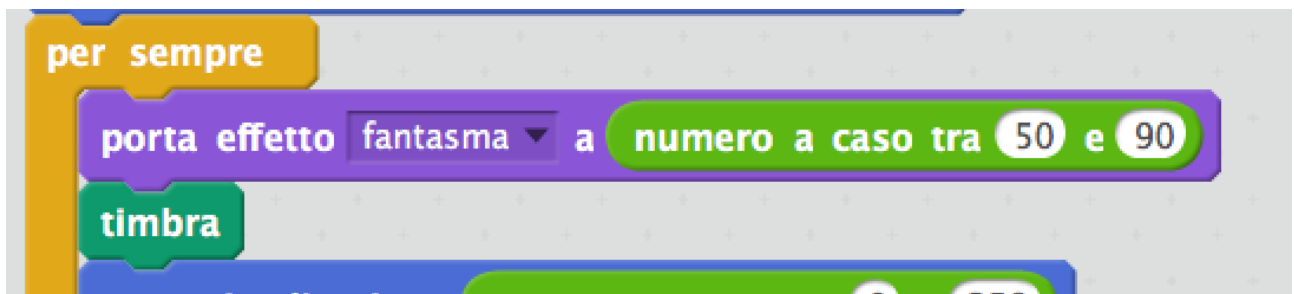 per sempre
porta effetto fantasma a numero a caso tra 50 e 90
timbra